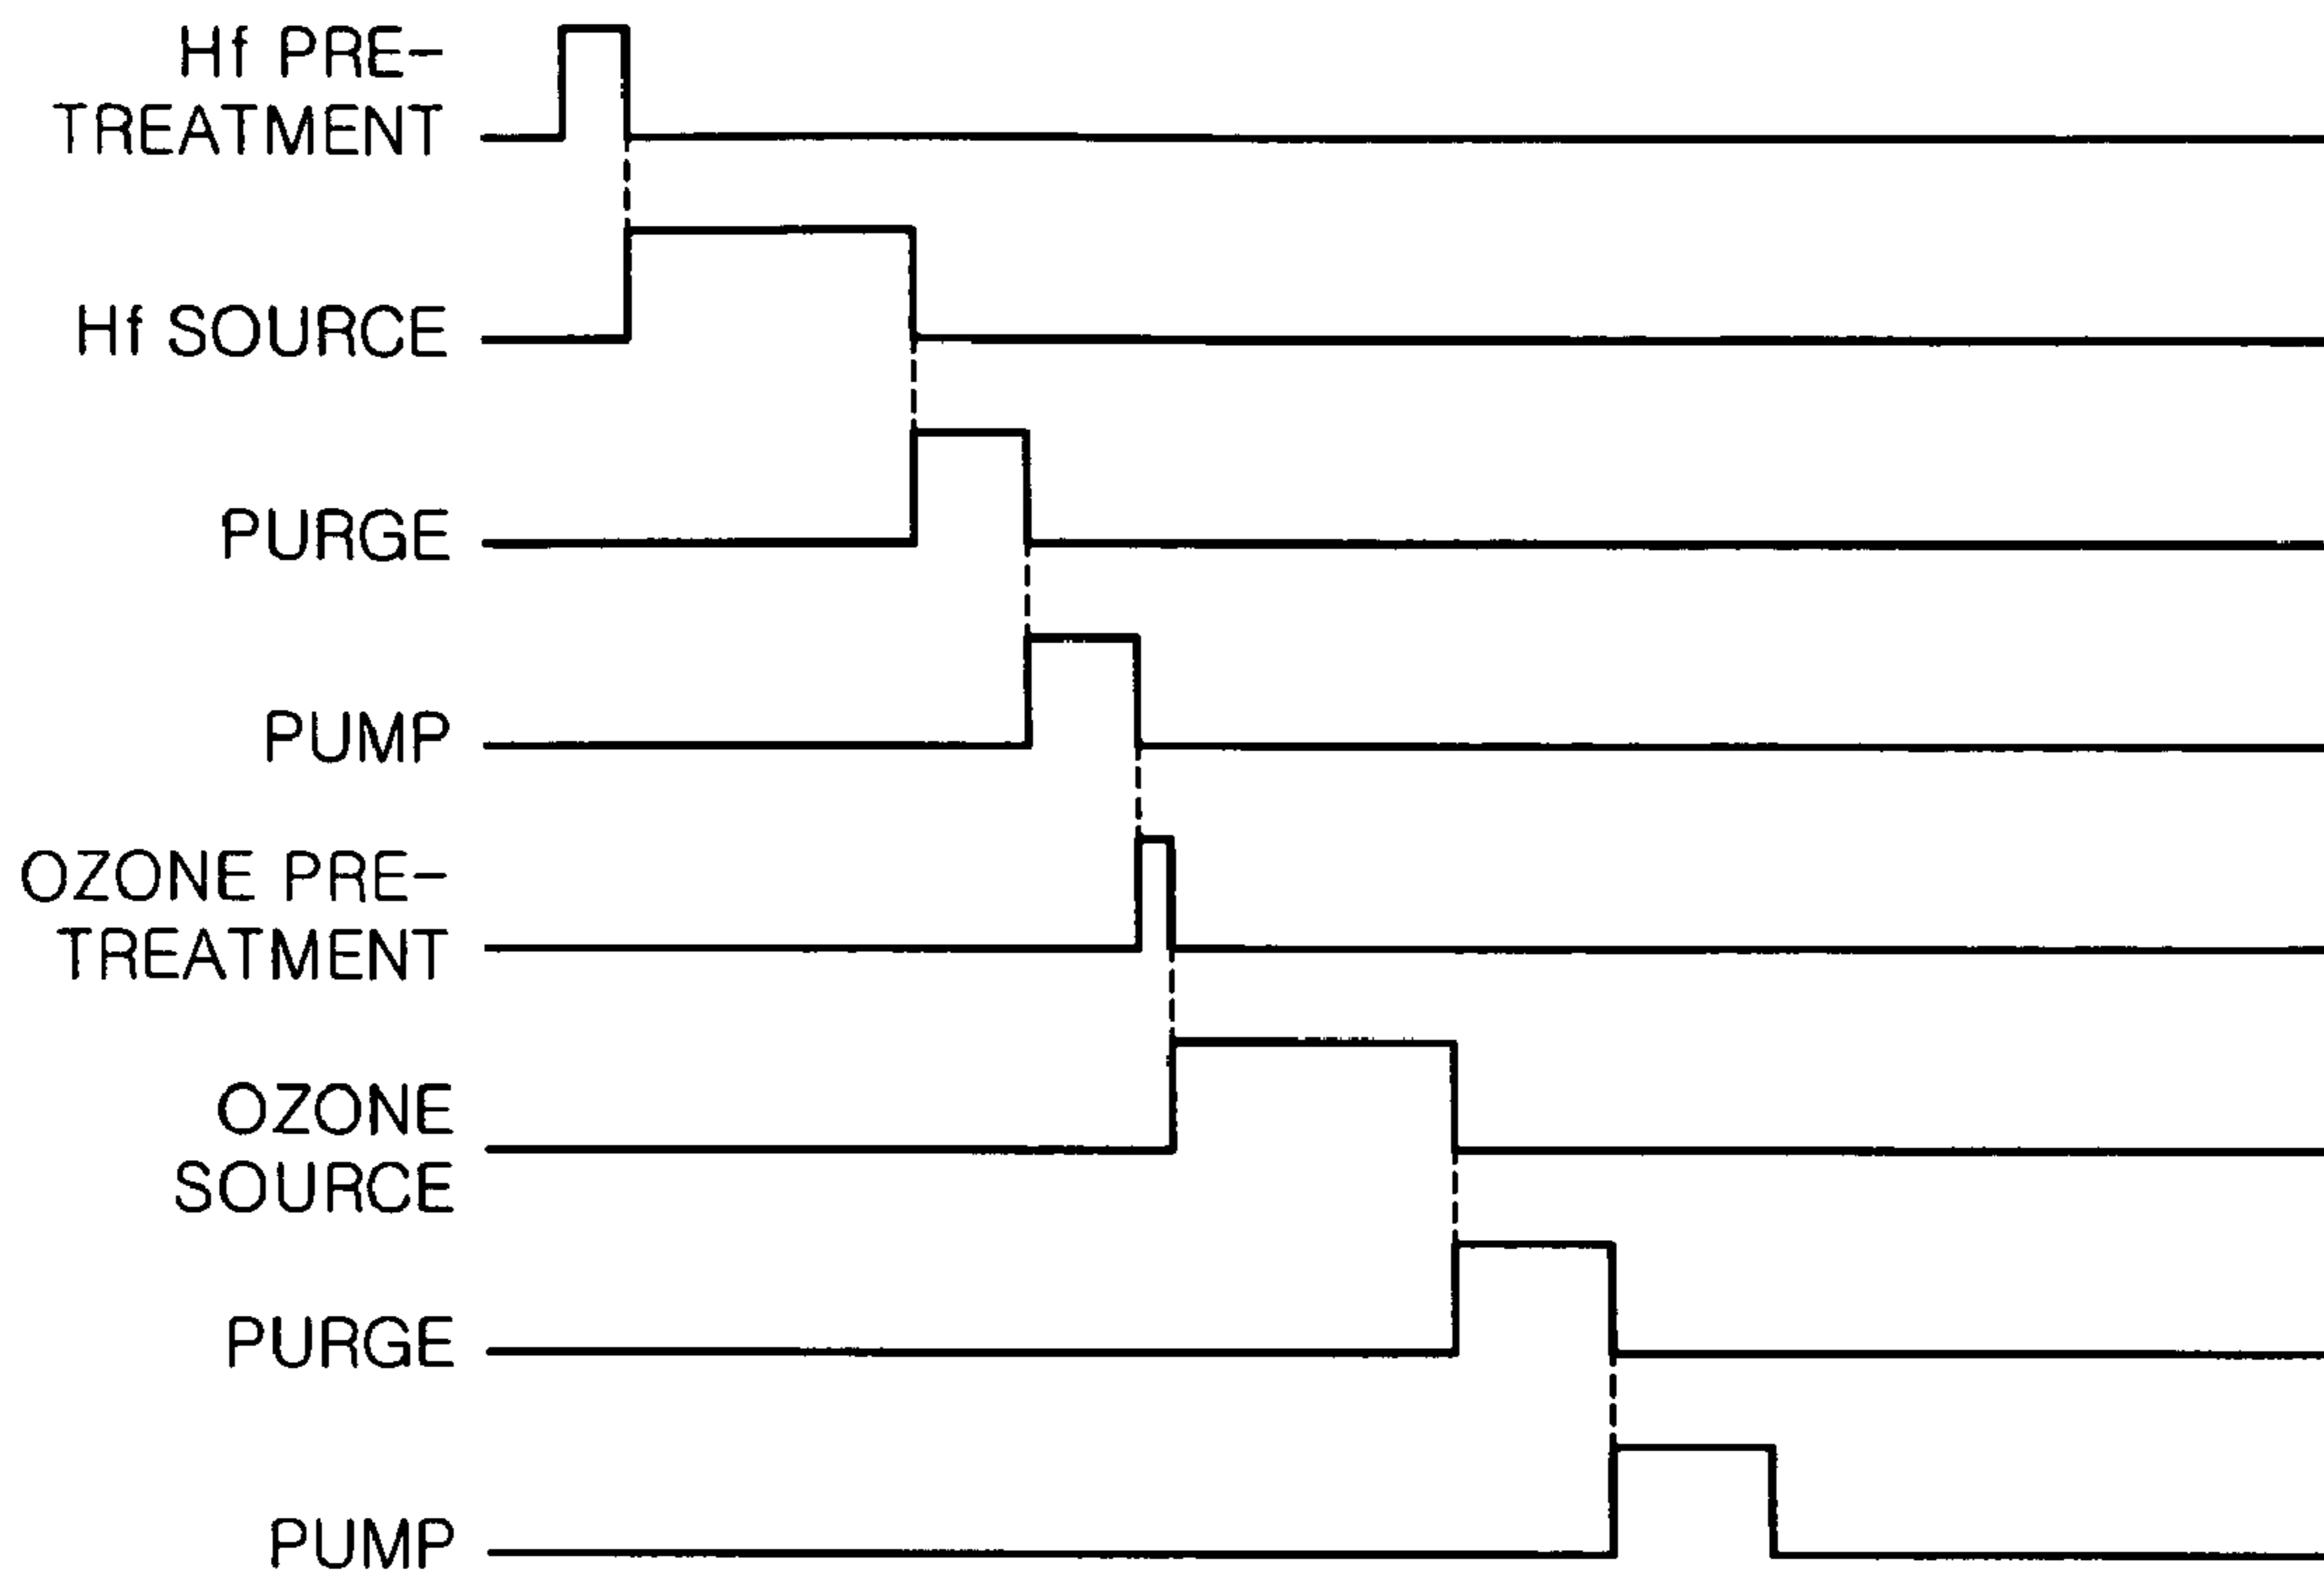 Hf PRE-
TREATMENT
Hf SOURCE
PURGE
PUMP
OZONE PRE-
TREATMENT
OZONE
SOURCE
PURGE
PUMP